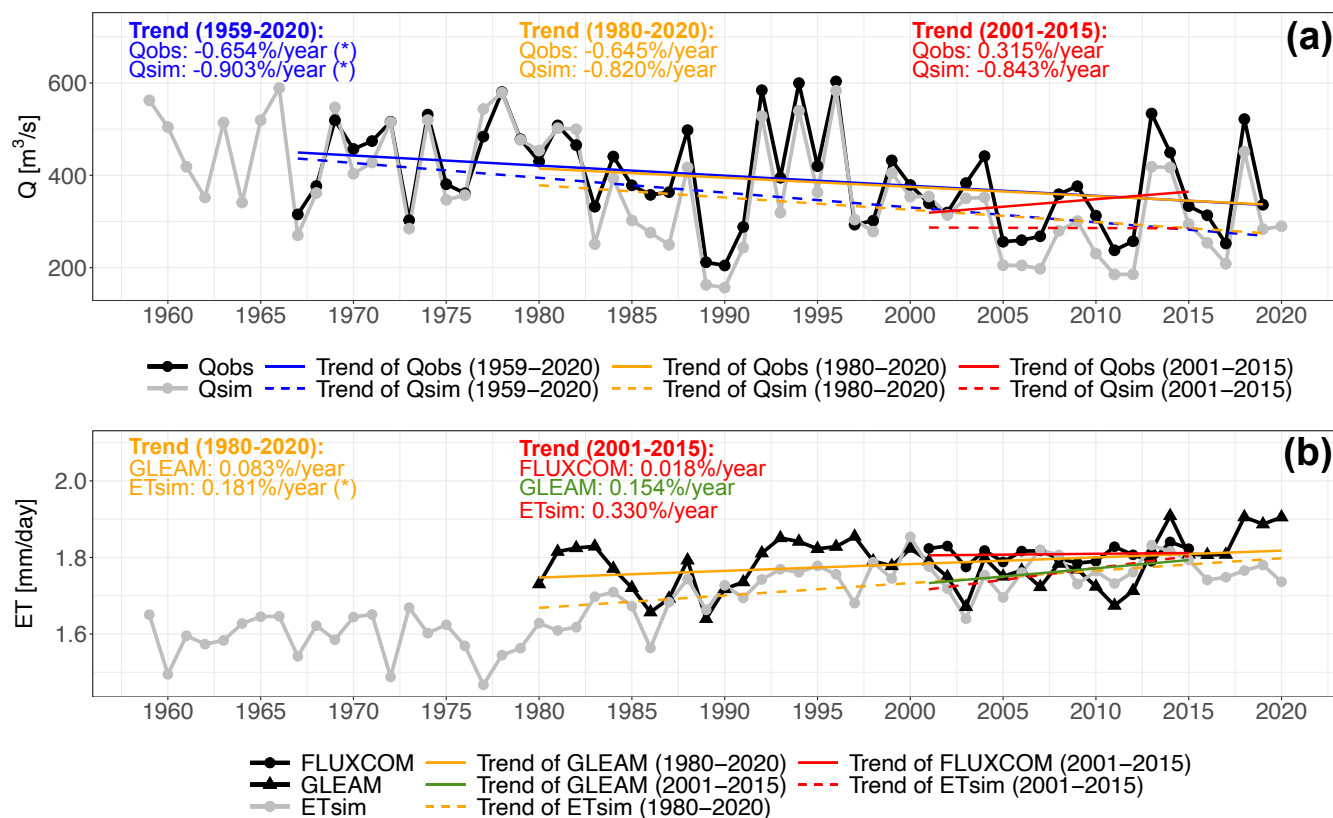 (a)
Trend (1959-2020): Trend (1980-2020): Trend (2001-2015):
Qobs: -0.654%/year (*) Qobs: -0.645%/year Qobs: 0.315%/year
Qsim: -0.903%/year (*) Qsim: -0.820%/year Qsim: -0.843%/year
600
400
200
Q [m³/s]
1960 1965 1970 1975 1980 1985 1990 1995 2000 2005 2010 2015 2020
Qobs Trend of Qobs (1959−2020) Trend of Qobs (1980−2020) Trend of Qobs (2001−2015)
Qsim Trend of Qsim (1959−2020) Trend of Qsim (1980−2020) Trend of Qsim (2001−2015)
(b)
Trend (1980-2020): Trend (2001-2015):
GLEAM: 0.083%/year FLUXCOM: 0.018%/year
ETsim: 0.181%/year (*) GLEAM: 0.154%/year
ETsim: 0.330%/year
2.0
1.8
1.6
ET [mm/day]
1960 1965 1970 1975 1980 1985 1990 1995 2000 2005 2010 2015 2020
FLUXCOM Trend of GLEAM (1980−2020) Trend of FLUXCOM (2001−2015)
GLEAM Trend of GLEAM (2001−2015) Trend of ETsim (2001−2015)
ETsim Trend of ETsim (1980−2020)